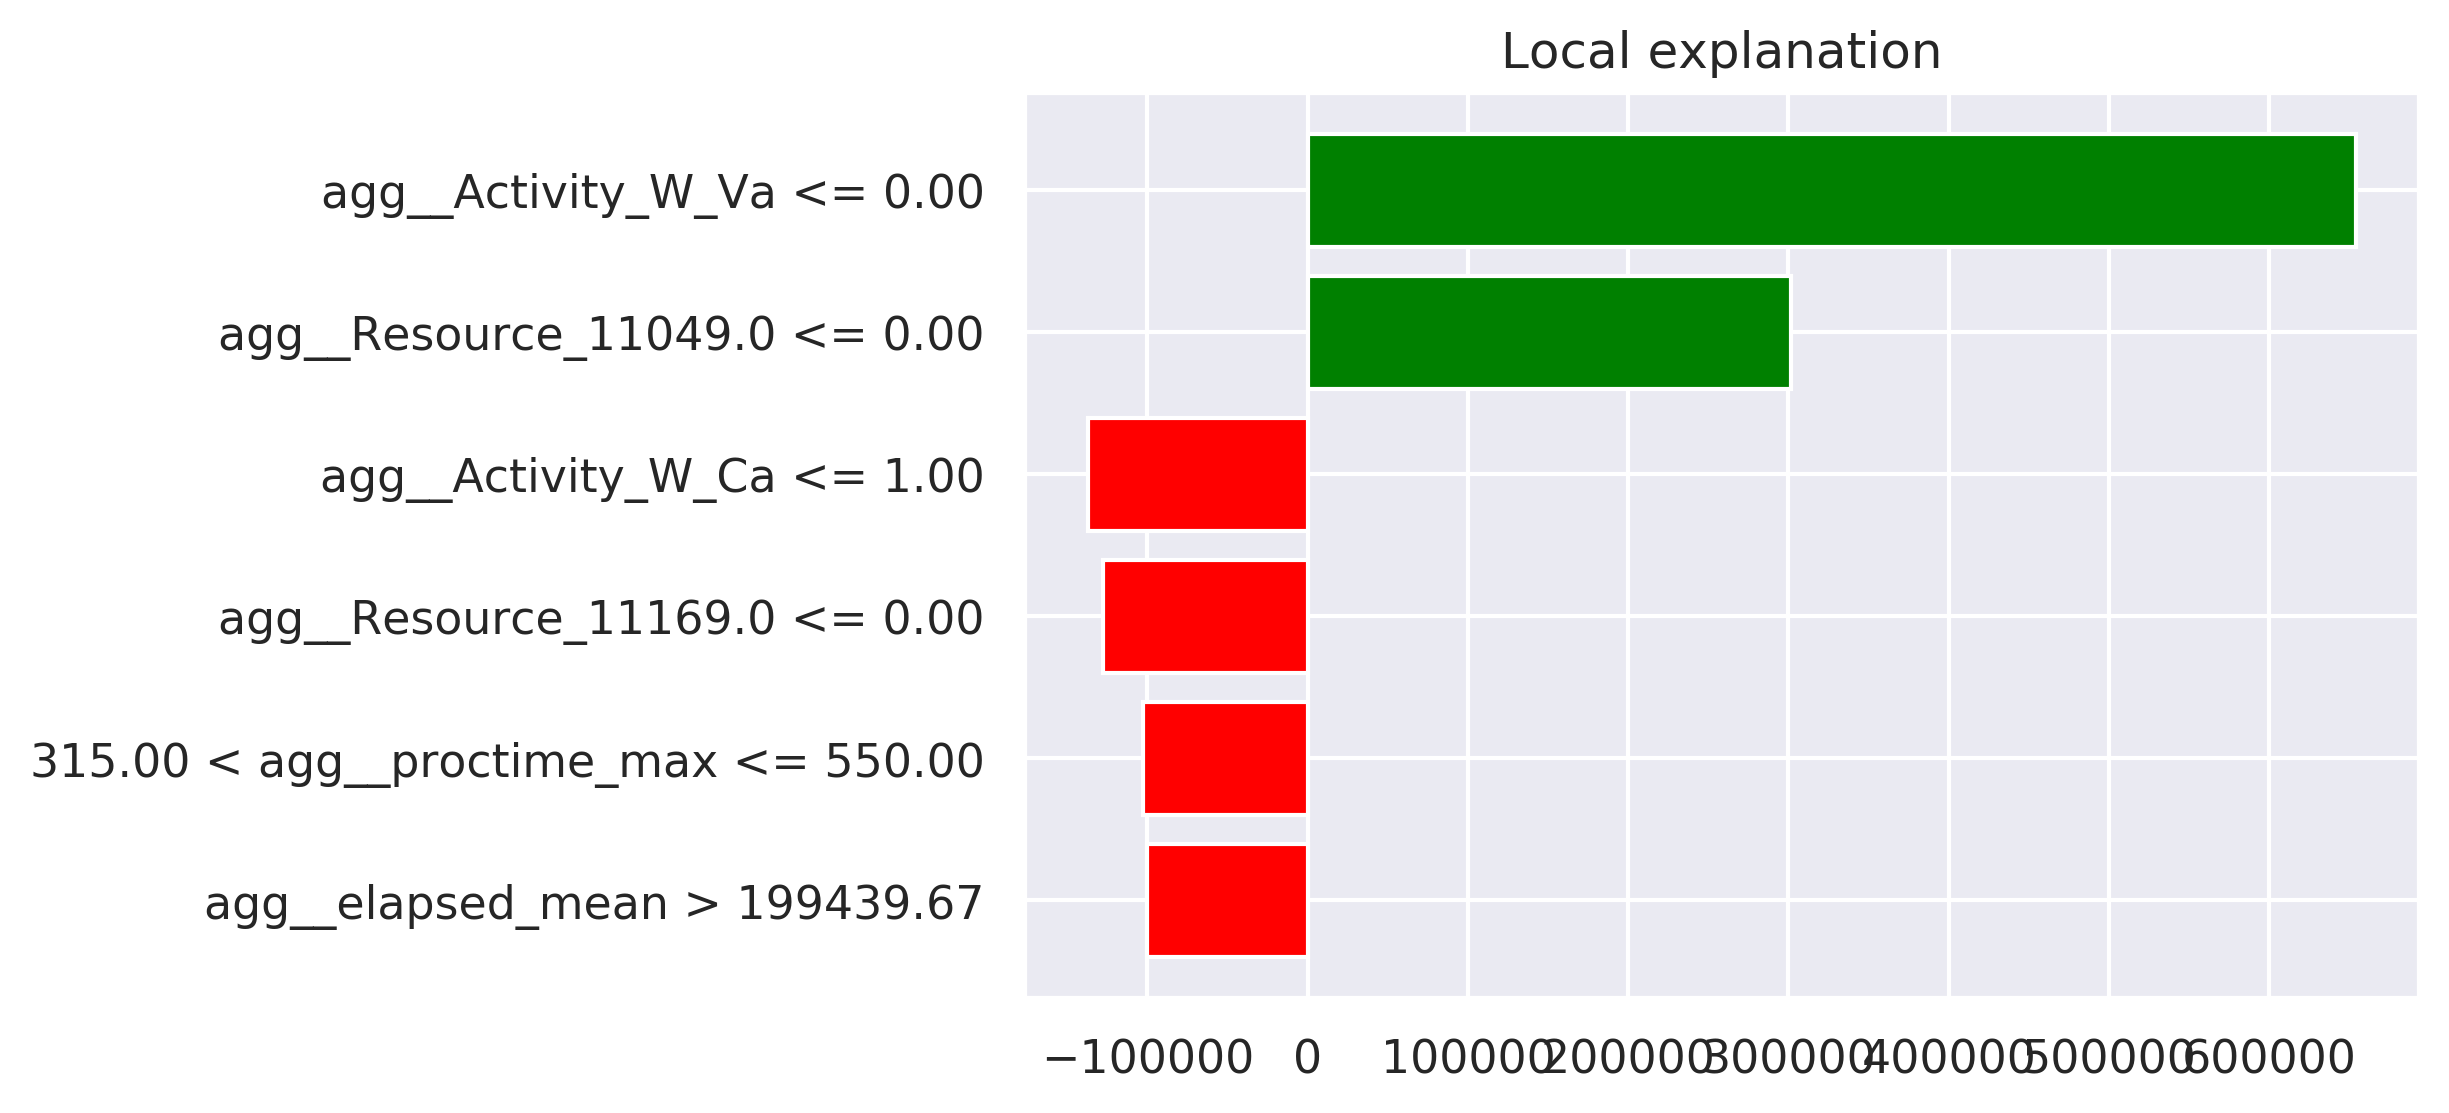 Local explanation
agg__Activity_W_Va <= 0.00
agg__Resource_11049.0 <= 0.00
agg__Activity_W_Ca <= 1.00
agg__Resource_11169.0 <= 0.00
315.00 < agg__proctime_max <= 550.00
agg__elapsed_mean > 199439.67
−100000 0 100000 200000 300000 400000 500000 600000